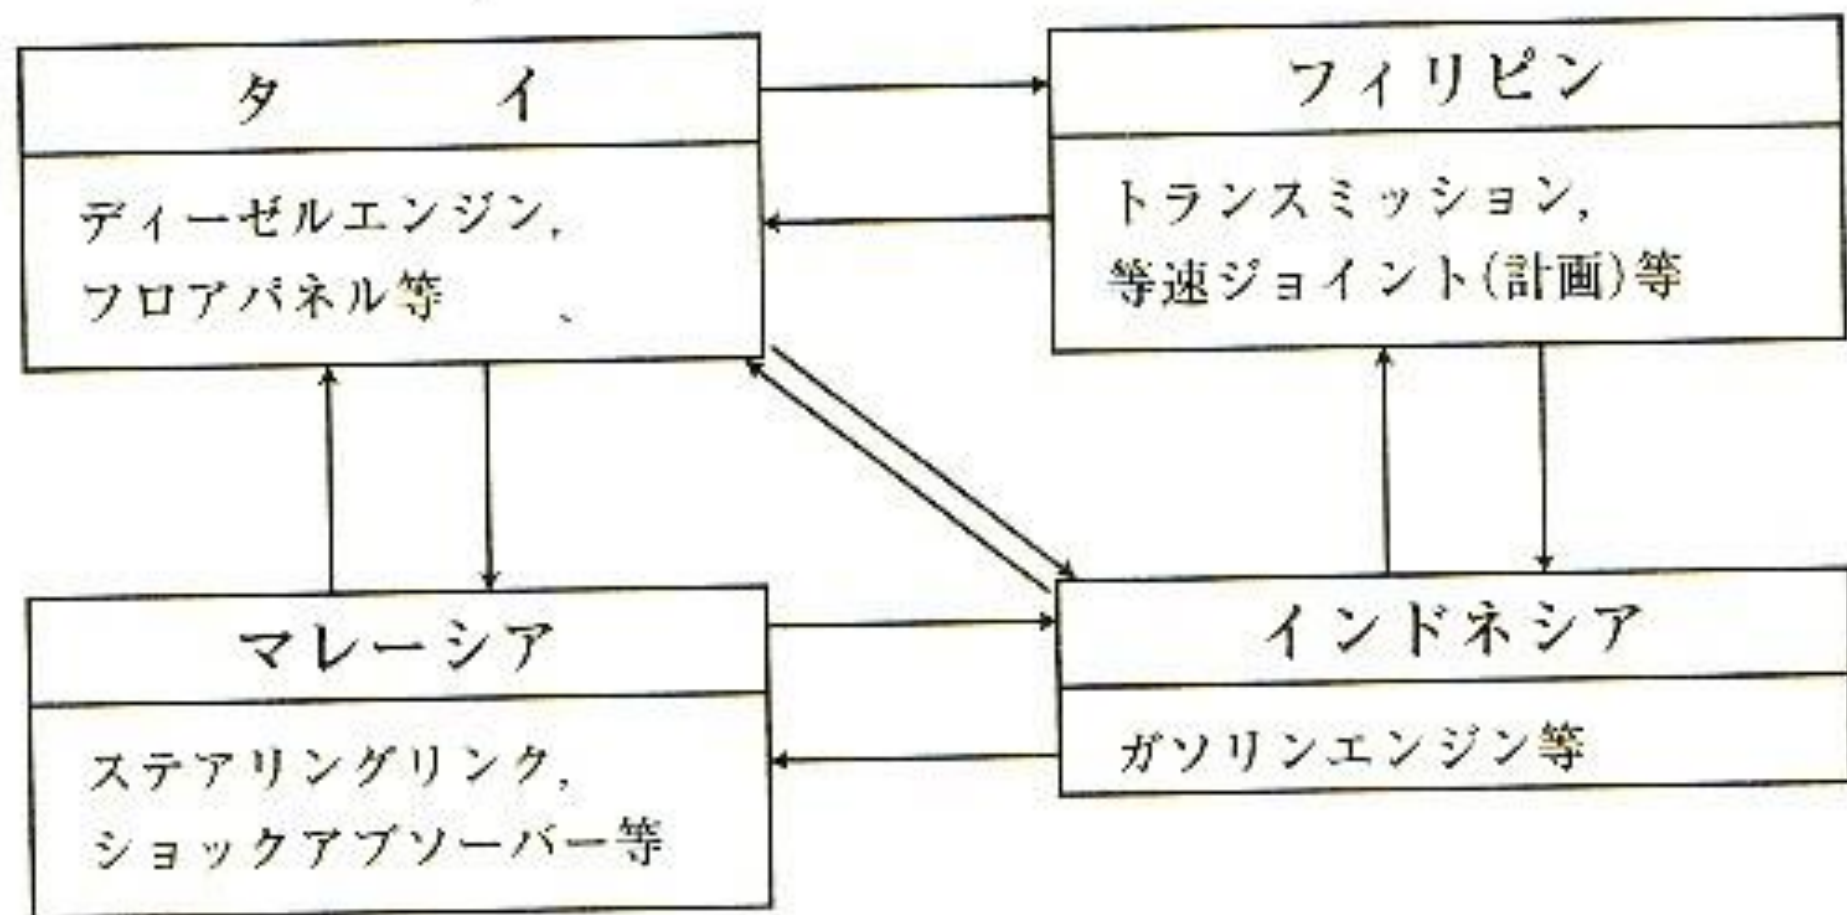 タイ
ディーゼルエンジン,
フロアパネル等
フィリピン
トランスミッション,
等速ジョイント(計画)等
マレーシア
ステアリングリンク,
ショックアブソーバー等
インドネシア
ガソリンエンジン等